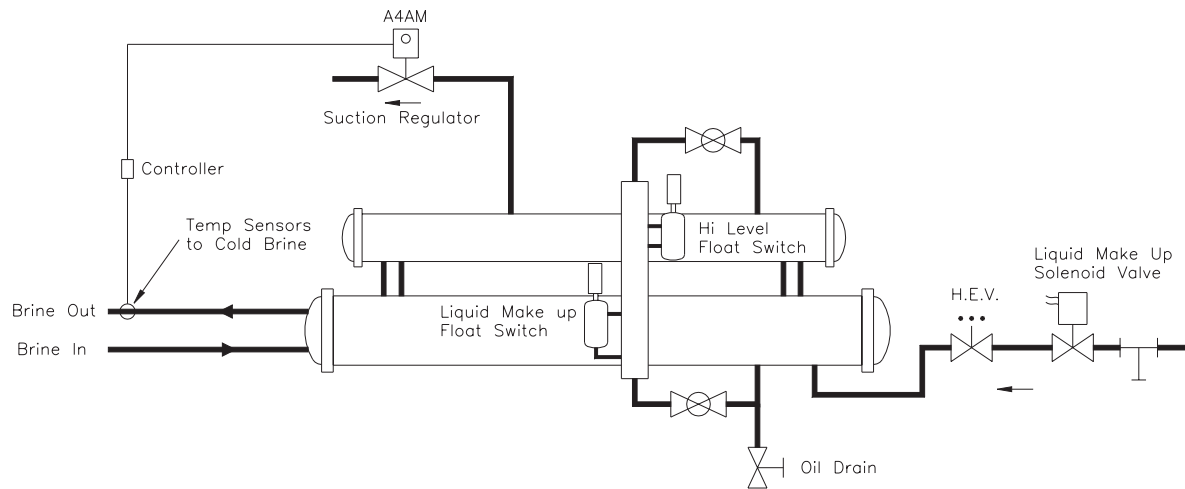 A4AM
Suction Regulator
Controller
Temp Sensors
to Cold Brine
Hi Level
Float Switch
Liquid Make Up
Solenoid Valve
H.E.V.
Brine Out
Liquid Make up
Float Switch
Brine In
Oil Drain